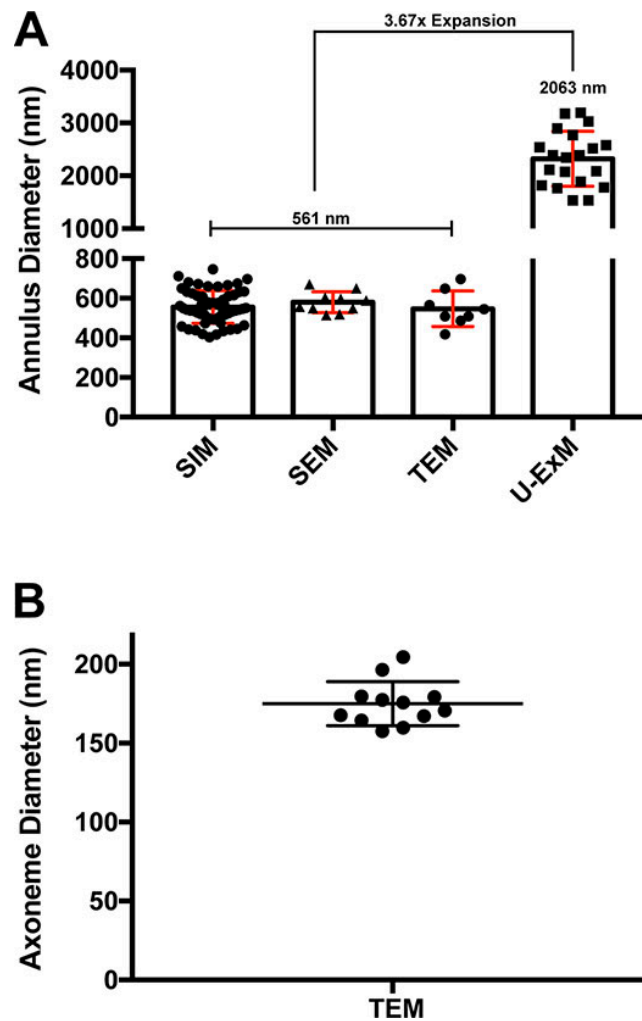 A
3.67x Expansion
Annulus Diameter (nm)
4000
3000
2000
1000
800
600
400
200
0
2063 nm
561 nm
SIM
SEM
TEM
U-ExM
B
Axoneme Diameter (nm)
200
150
100
50
0
TEM